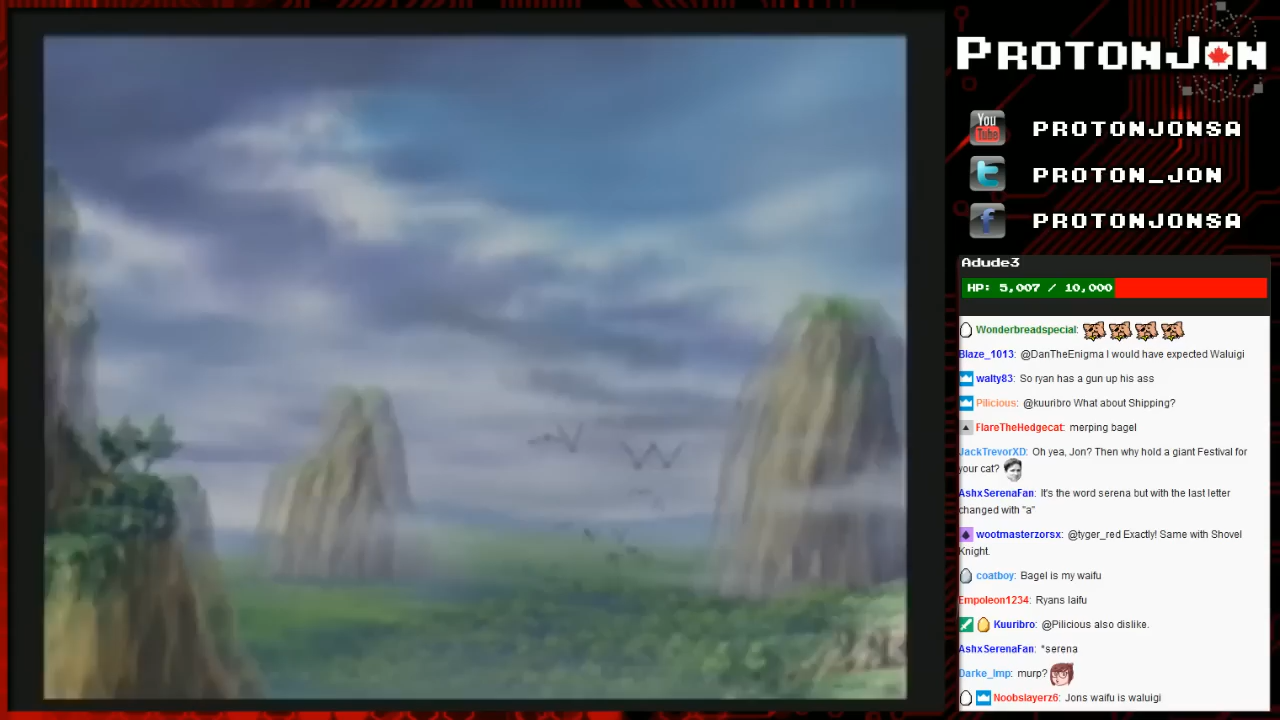 PROTONJON
You Tube PROTONJONSA
t PROTON_JON
f PROTONJONSA
Adude3
HP: 5,007 / 10,000
Wonderbreadspecial:
Blaze_1013: @DanTheEnigma I would have expected Waluigi
walty83: So ryan has a gun up his ass
Pilicious: @kuuribro What about Shipping?
FlareTheHedgecat: merping bagel
JackTrevorXD: Oh yea, Jon? Then why hold a giant Festival for
your cat?
AshxSerenaFan: It's the word serena but with the last letter
changed with "a"
wootmasterzorsx: @tyger_red Exactly! Same with Shovel
Knight.
coatboy: Bagel is my waifu
Empoleon1234: Ryans laifu
Kuuribro: @Pilicious also dislike.
AshxSerenaFan: *serena
Darke_Imp: murp?
Noobslayerz6: Jons waifu is waluigi